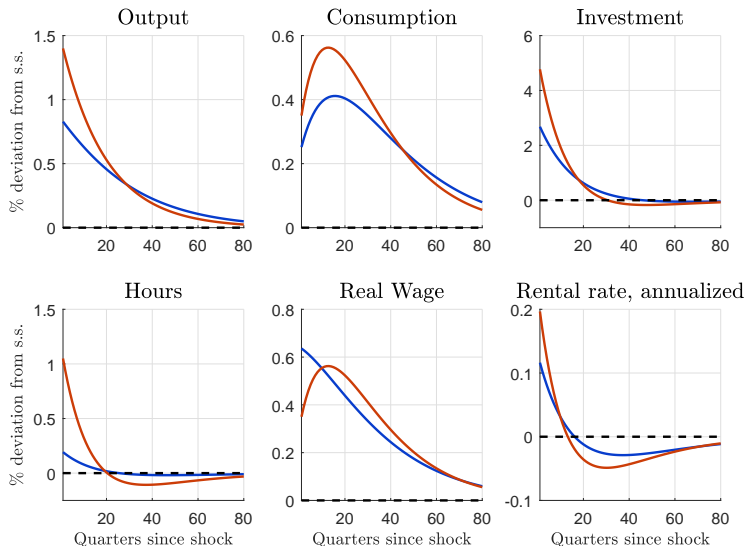 Output
Consumption
Investment
% deviation from s.s.
1.5
1
0.5
0
20 40 60 80
0.6
0.4
0.2
0
20 40 60 80
6
4
2
0
20 40 60 80
Hours
Real Wage
Rental rate, annualized
% deviation from s.s.
1.5
1
0.5
0
20 40 60 80
Quarters since shock
0.8
0.6
0.4
0.2
0
20 40 60 80
Quarters since shock
0.2
0.1
0
-0.1
20 40 60 80
Quarters since shock